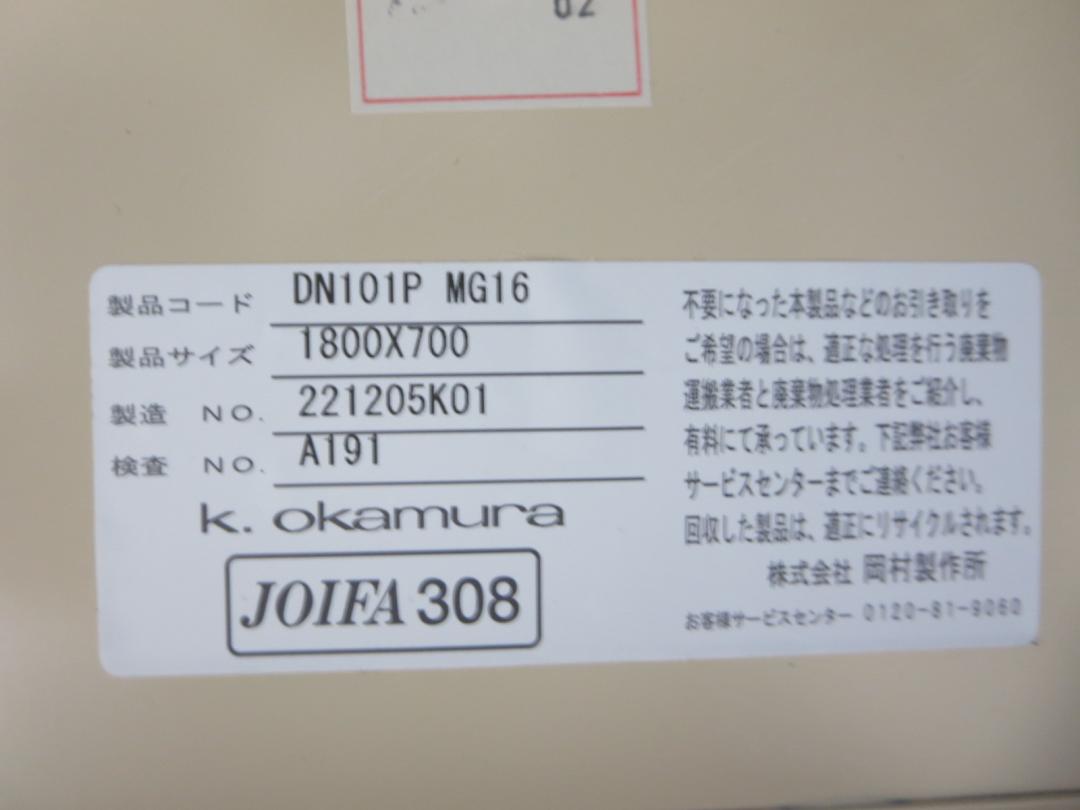 02
製品コード DN101P MG16
製品サイズ 1800X700
製造 NO. 221205K01
検査 NO. A191
k. okamura
JOIFA 308
不要になった本製品などのお引き取りを
ご希望の場合は、適正な処理を行う廃棄物
運搬業者と廃棄物処理業者をご紹介し、
有料にて承っています。下記弊社お客様
サービスセンターまでご連絡ください。
回収した製品は、適正にリサイクルされます。
株式会社 岡村製作所
お客様サービスセンター 0120-81-9060